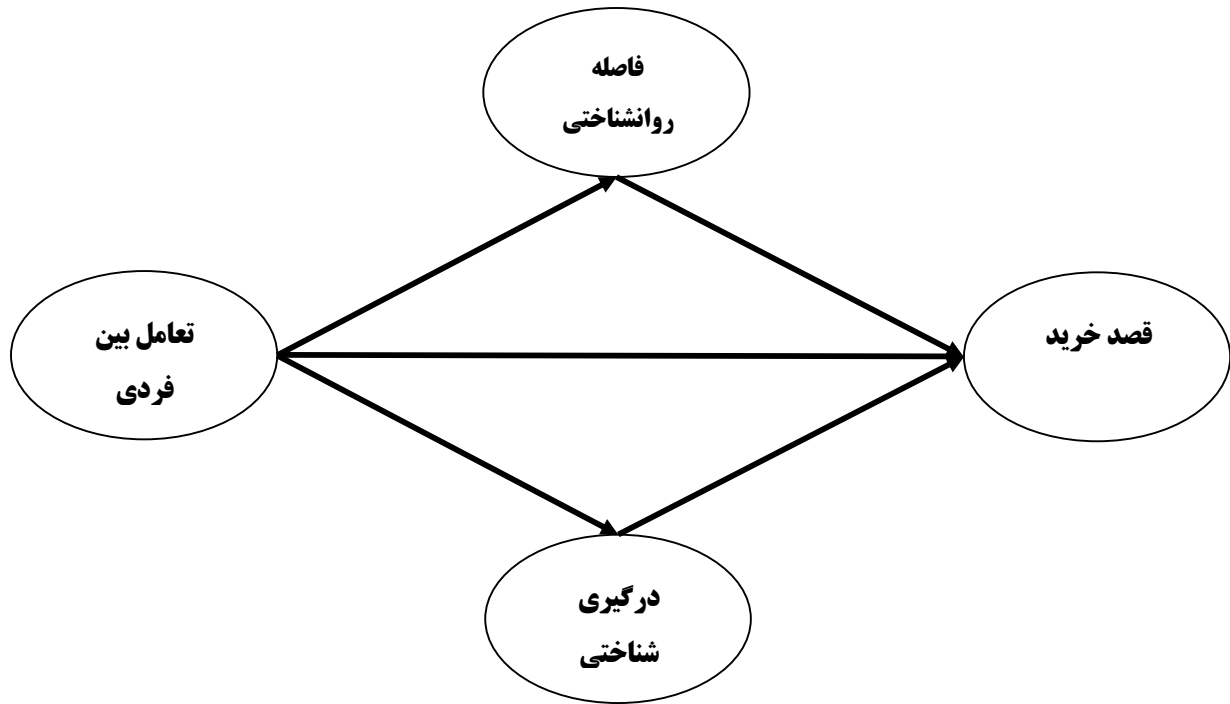 فاصله
روانشناختی
تعامل بین
فردی
قصد خرید
درگیری
شناختی